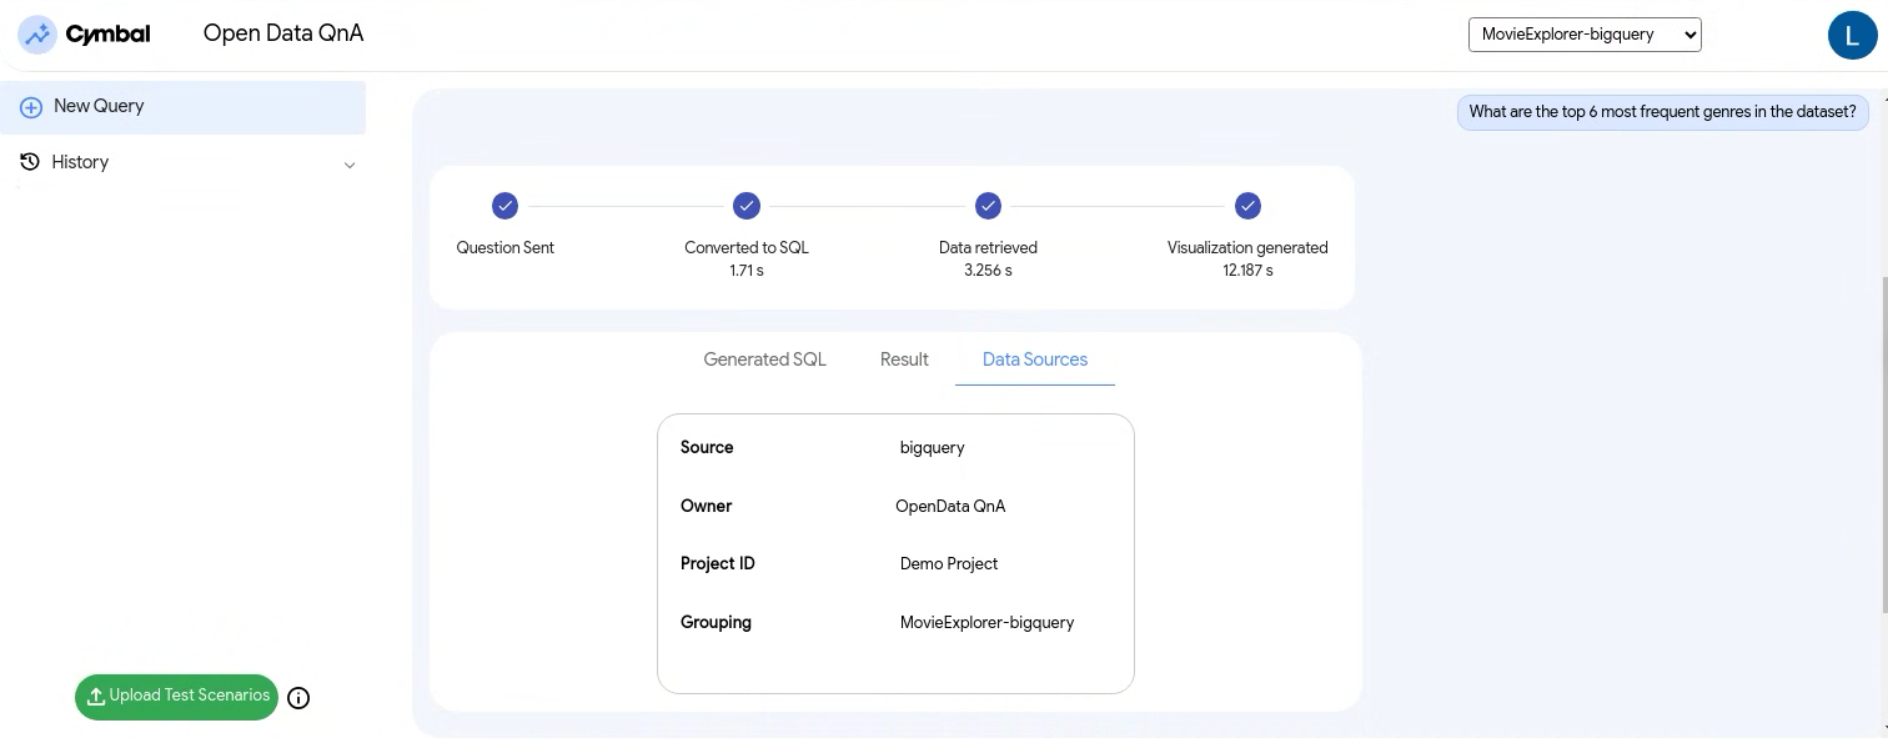 Cymbal
Open Data QnA
MovieExplorer-bigquery
L
New Query
History
Upload Test Scenarios
What are the top 6 most frequent genres in the dataset?
Question Sent
Converted to SQL
1.71 s
Data retrieved
3.256 s
Visualization generated
12.187 s
Generated SQL Result Data Sources
Source bigquery
Owner OpenData QnA
Project ID Demo Project
Grouping MovieExplorer-bigquery